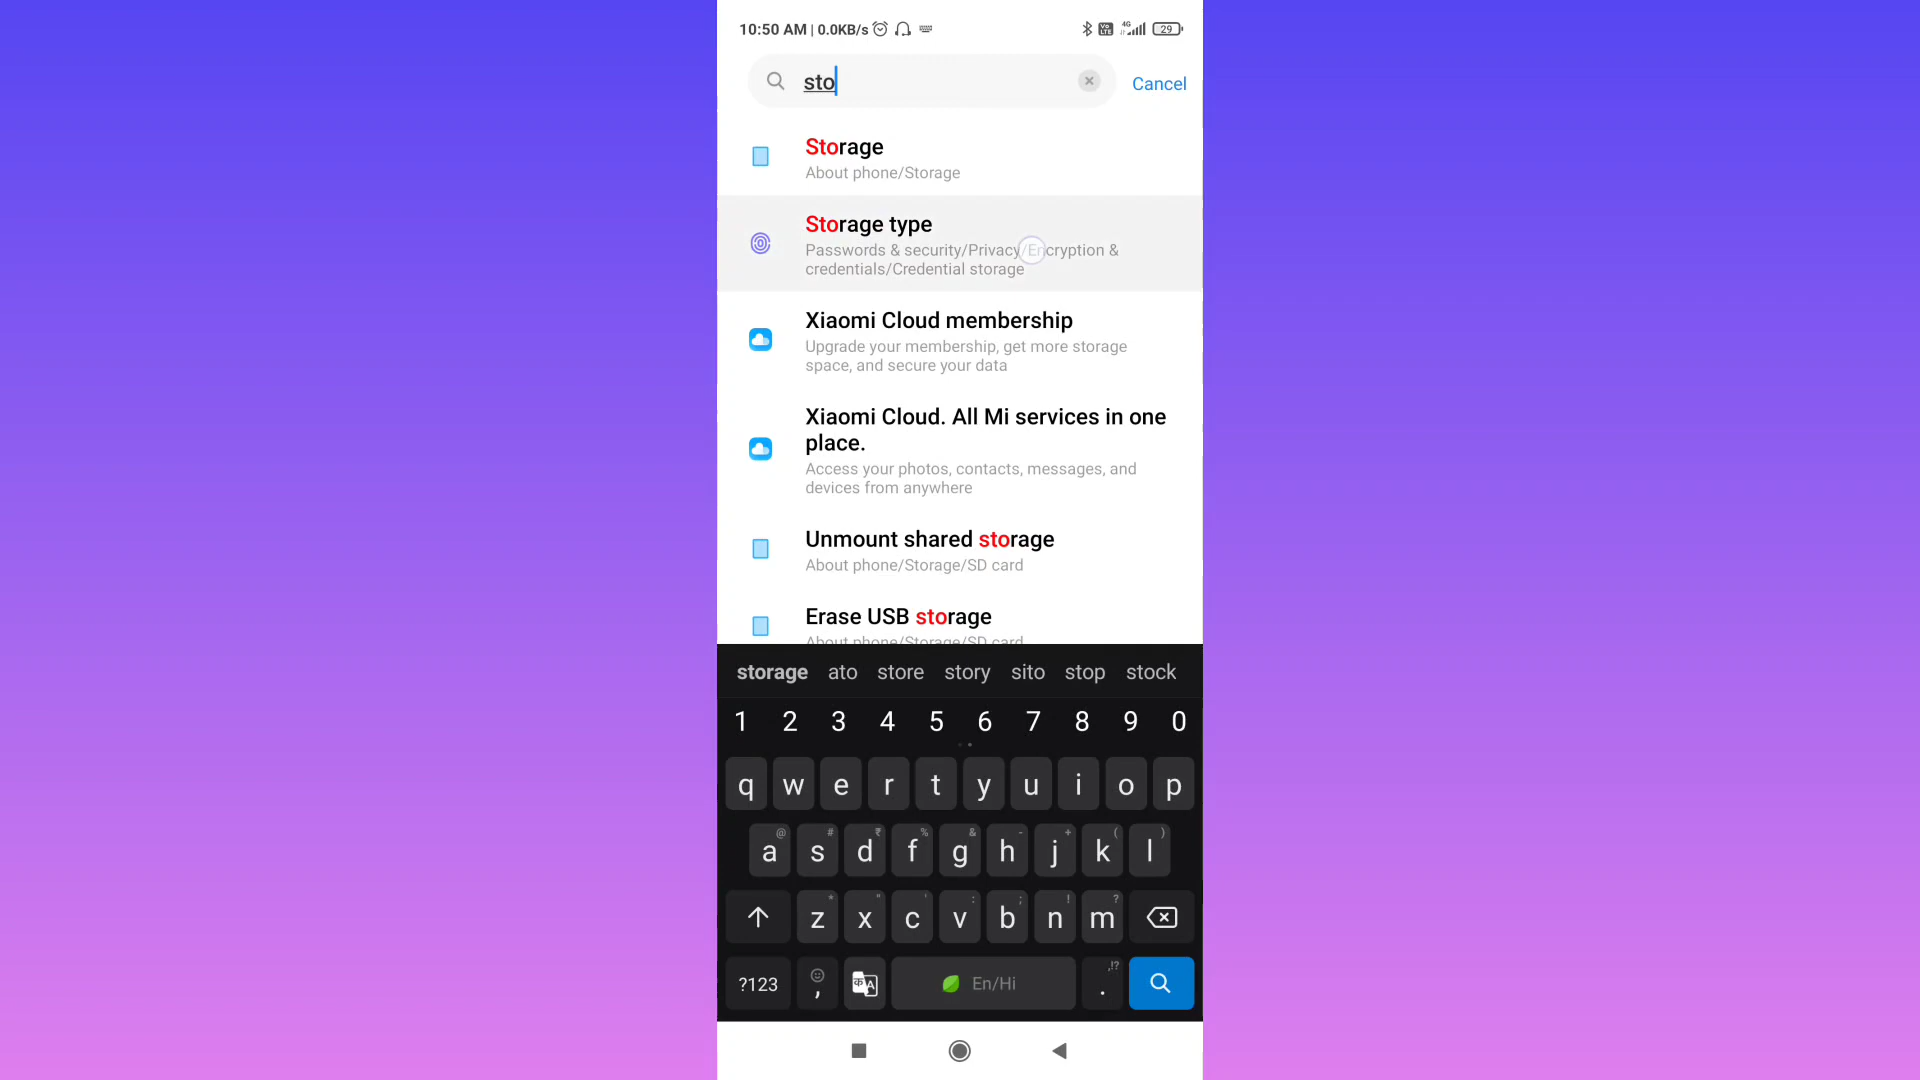 10:50 AM | 0.0KB/s
4G
Vo
LTE
29
sto
Cancel
Storage
About phone/Storage
Storage type
Passwords & security/Privacy/Encryption &
credentials/Credential storage
Xiaomi Cloud membership
Upgrade your membership, get more storage
space, and secure your data
Xiaomi Cloud. All Mi services in one
place.
Access your photos, contacts, messages, and
devices from anywhere
Unmount shared storage
About phone/Storage/SD card
Erase USB storage
About phone/Storage/SD card
storage ato store story sito stop stock
1 2 3 4 5 6 7 8 9 0
q w e r t y u i o p
@ # ₹ % & - + ( )
a s d f g h j k l
* " ' : ; ! ?
z x c v b n m
,!?
?123 , En/Hi .